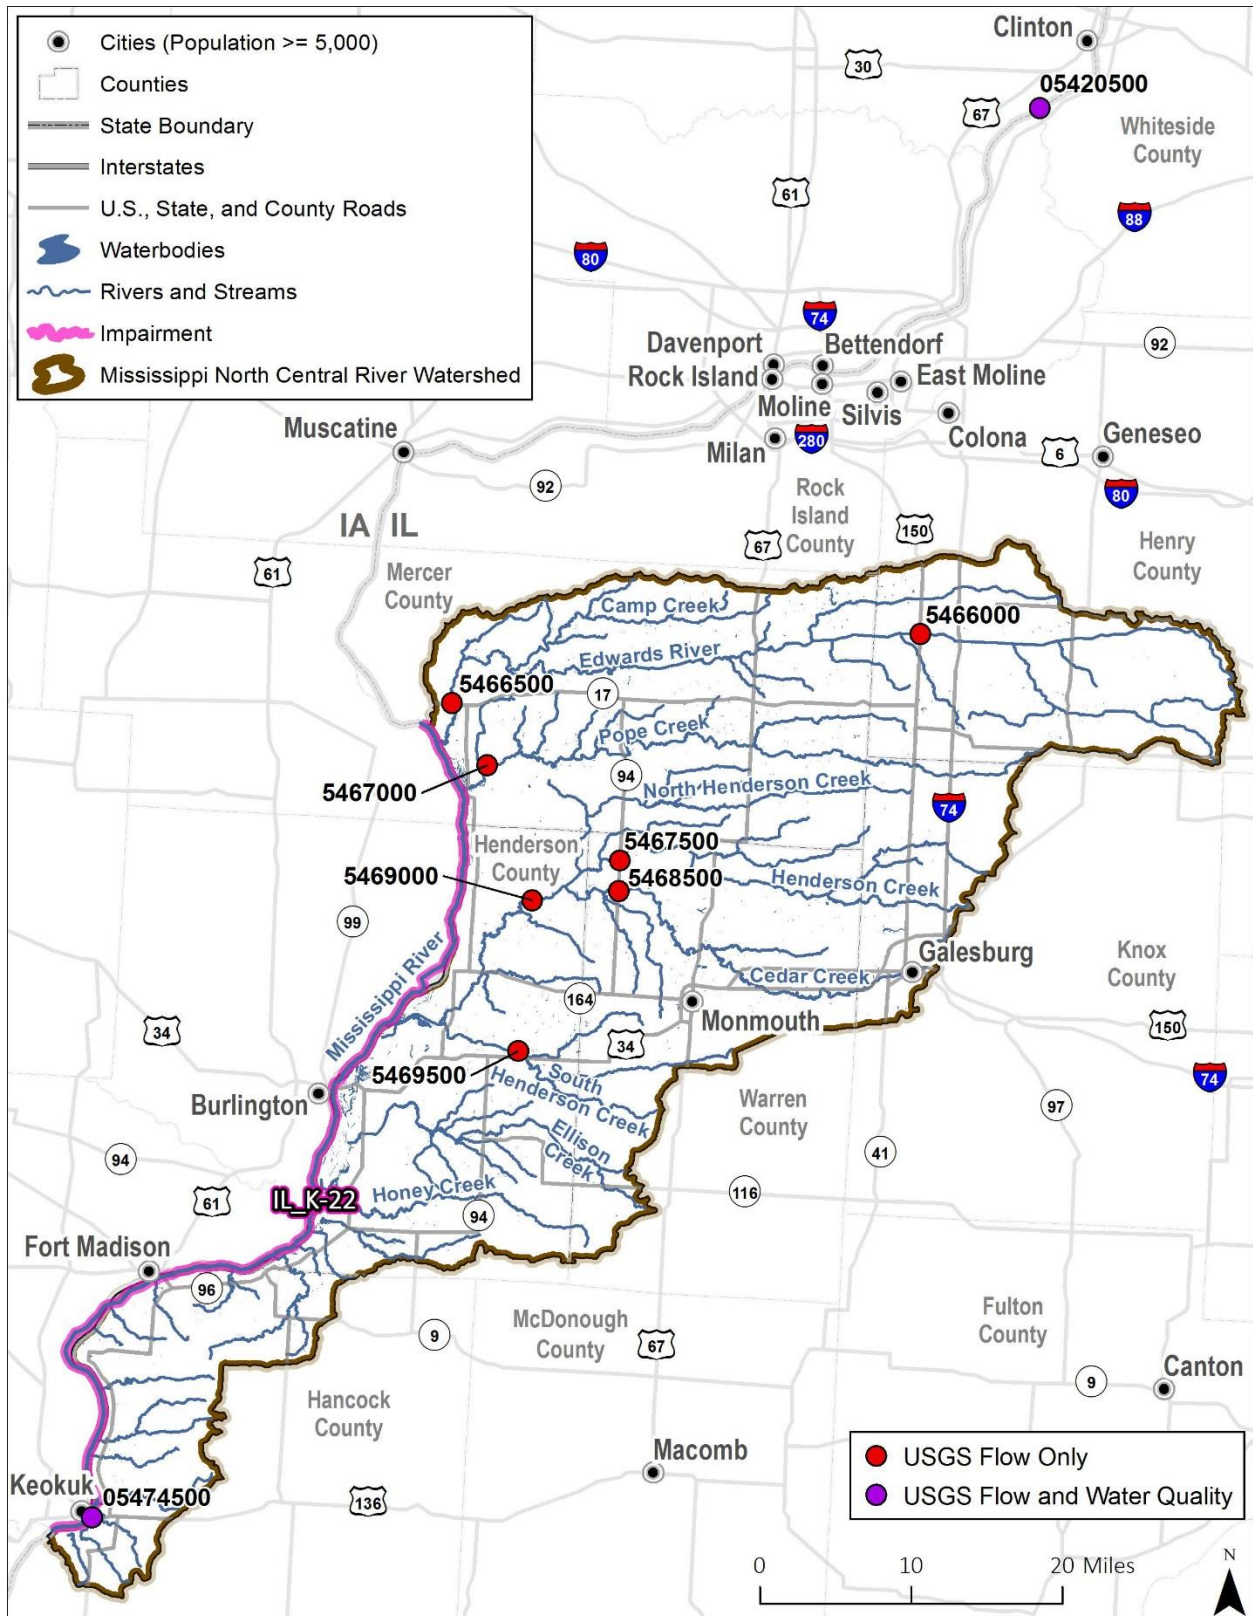 Cities (Population >= 5,000)
Counties
State Boundary
Interstates
U.S., State, and County Roads
Waterbodies
Rivers and Streams
Impairment
Mississippi North Central River Watershed
Clinton
30
05420500
67
Whiteside
County
61
88
80
74
92
Davenport
Bettendorf
Rock Island
East Moline
Moline
Silvis
Muscatine
Colona
Geneseo
Milan
280
6
92
80
Rock
Island
County
IA
IL
150
67
Henry
County
61
Mercer
County
Camp Creek
5466000
Edwards River
5466500
17
Pope Creek
5467000
94
North Henderson Creek
74
Henderson
County
5467500
5469000
5468500
Henderson Creek
99
Mississippi River
Galesburg
Knox
County
Cedar Creek
164
Monmouth
34
34
150
5469500
South
Henderson Creek
74
Burlington
Warren
County
97
Ellison
Creek
94
41
Honey Creek
116
61
IL_K-22
94
Fort Madison
96
McDonough
County
Fulton
County
9
67
Canton
9
Hancock
County
Macomb
Keokuk
05474500
136
USGS Flow Only
USGS Flow and Water Quality
0 10 20 Miles
N